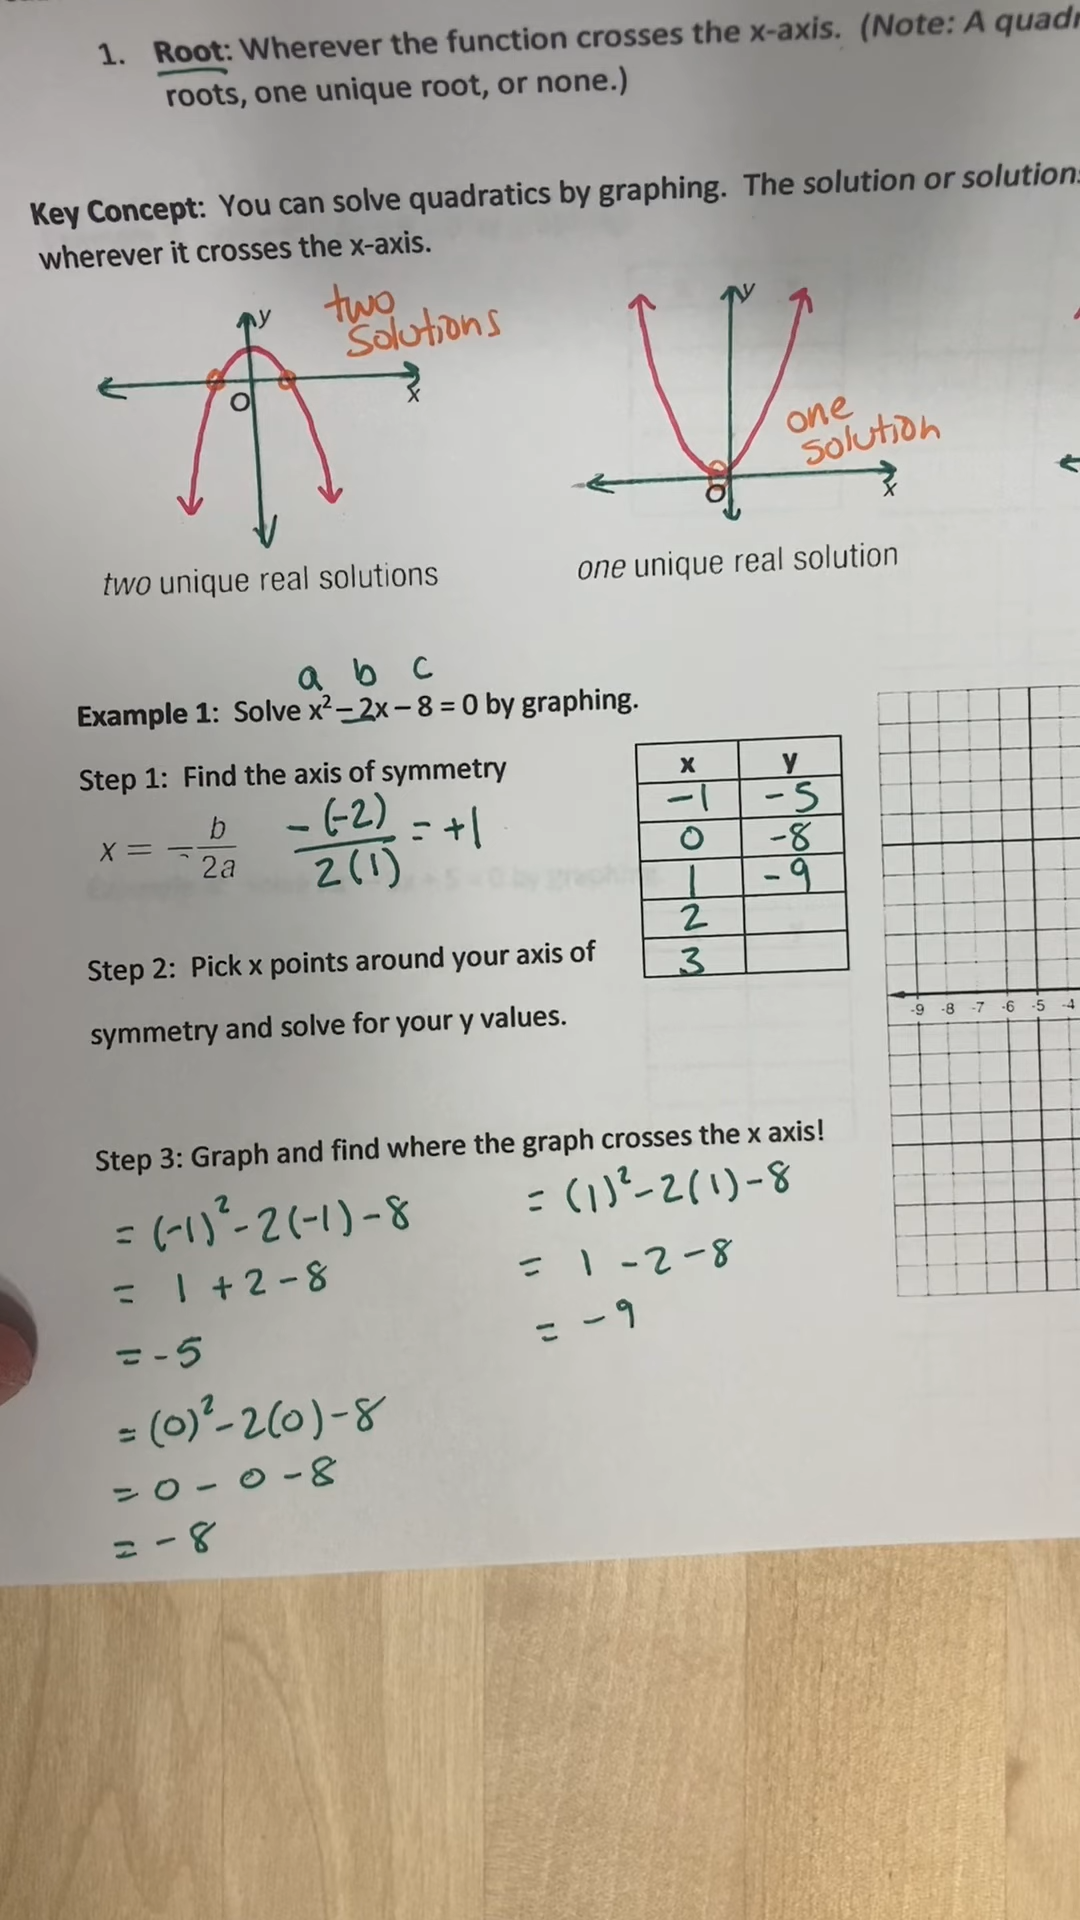 1. Root: Wherever the function crosses the x-axis. (Note: A
roots, one unique root, or none.)
Key Concept: You can solve quadratics by graphing. The solution or
wherever it crosses the x-axis.
y
two
solutions
O
x
y
one
solution
O
x
two unique real solutions
one unique real solution
a b c
Example 1: Solve x² – 2x – 8 = 0 by graphing.
Step 1: Find the axis of symmetry
x = - b/2a
-(-2)/2(1) = +1
x y
-1 -5
0 -8
1 -9
2
3
Step 2: Pick x points around your axis of
symmetry and solve for your y values.
-9 -8 -7 -6 -5 -4
Step 3: Graph and find where the graph crosses the x axis!
= (-1)² - 2(-1) - 8
= 1 + 2 - 8
= -5
= (0)² - 2(0) - 8
= 0 - 0 - 8
= -8
= (1)² - 2(1) - 8
= 1 - 2 - 8
= -9